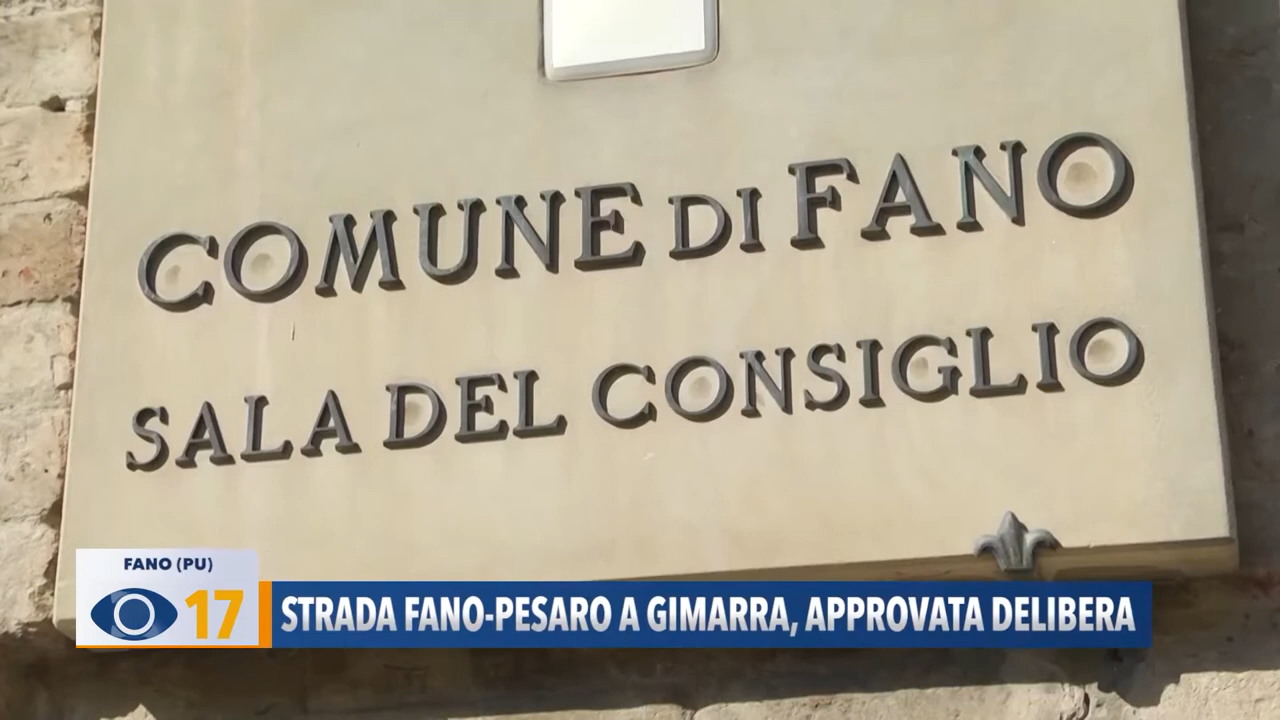 COMUNE DI FANO
SALA DEL CONSIGLIO
FANO (PU)
17
STRADA FANO-PESARO A GIMARRA, APPROVATA DELIBERA